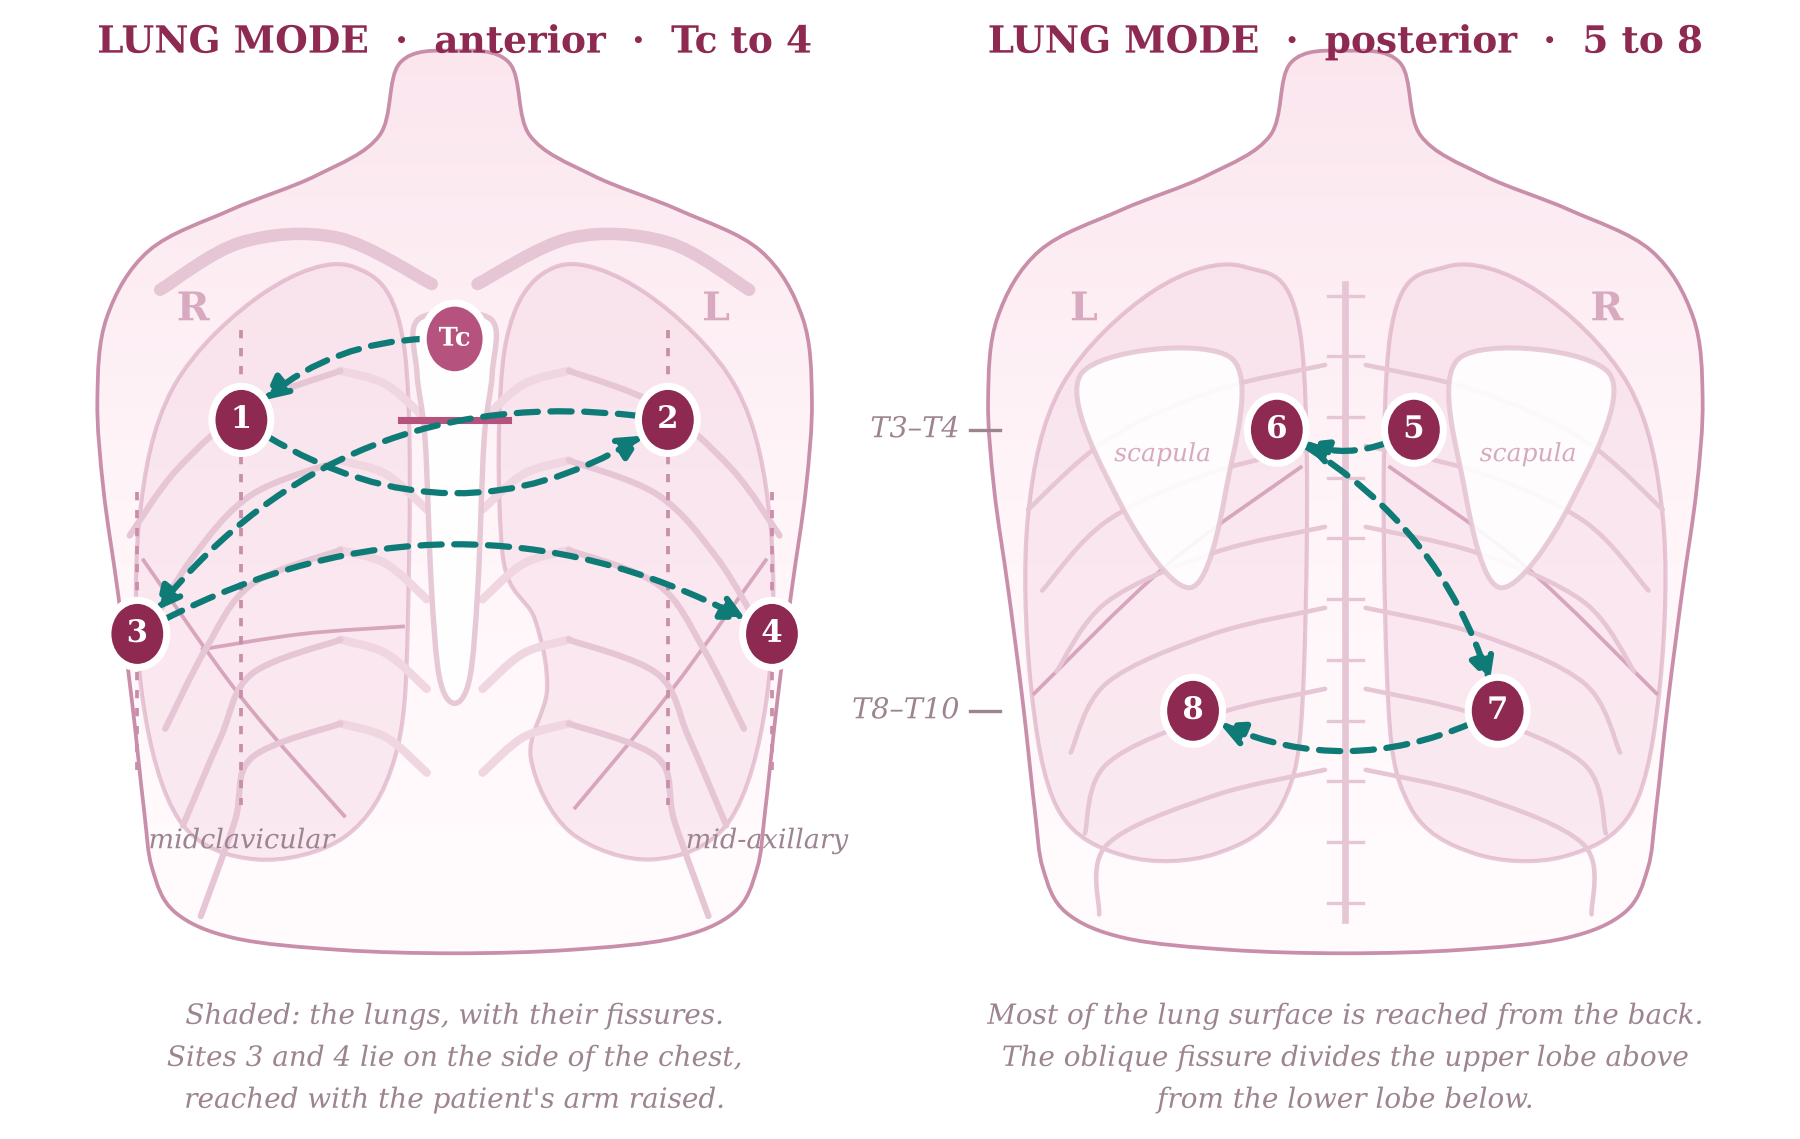 LUNG MODE · anterior · Tc to 4
R
L
Tc
1
2
3
4
midclavicular
mid-axillary
Shaded: the lungs, with their fissures.
Sites 3 and 4 lie on the side of the chest,
reached with the patient's arm raised.
LUNG MODE · posterior · 5 to 8
L
R
T3–T4
6
5
scapula
scapula
T8–T10
8
7
Most of the lung surface is reached from the back.
The oblique fissure divides the upper lobe above
from the lower lobe below.